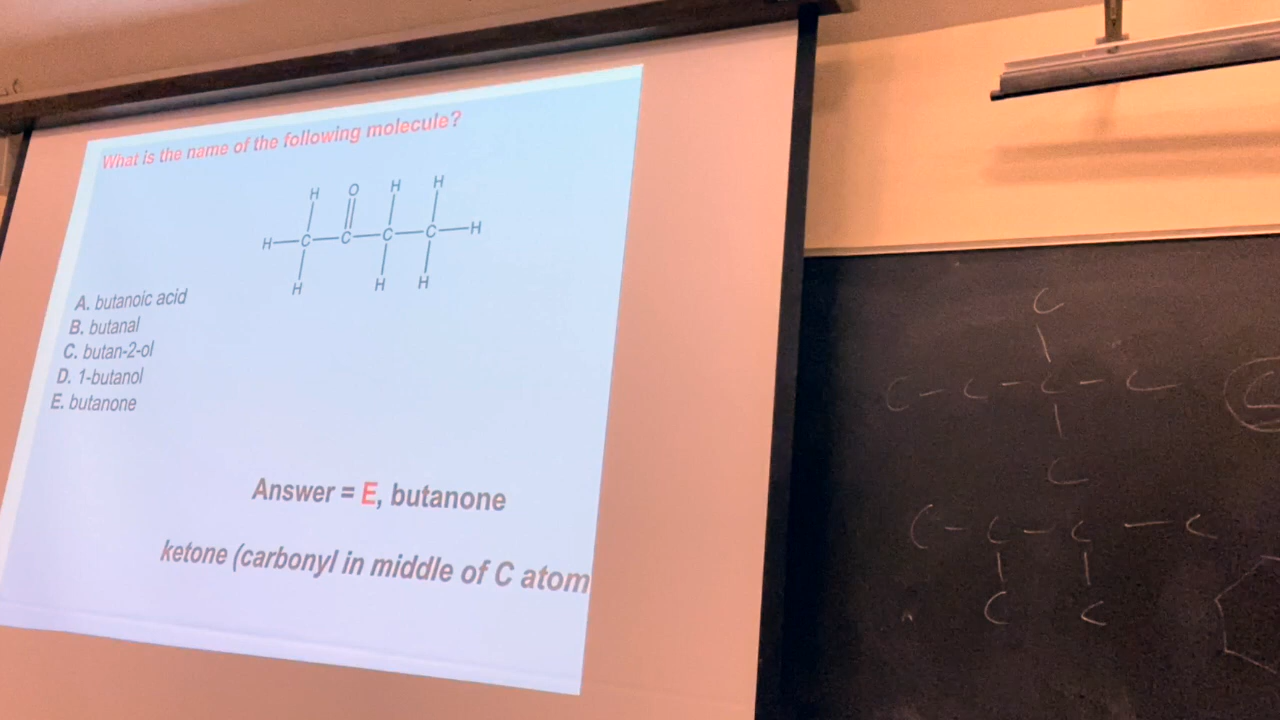 What is the name of the following molecule?
H O H H
H C C C C H
H H H
A. butanoic acid
B. butanal
C. butan-2-ol
D. 1-butanol
E. butanone
Answer = E, butanone
ketone (carbonyl in middle of C atom
C
C - C - C - C
C
C - C - C - C
C C